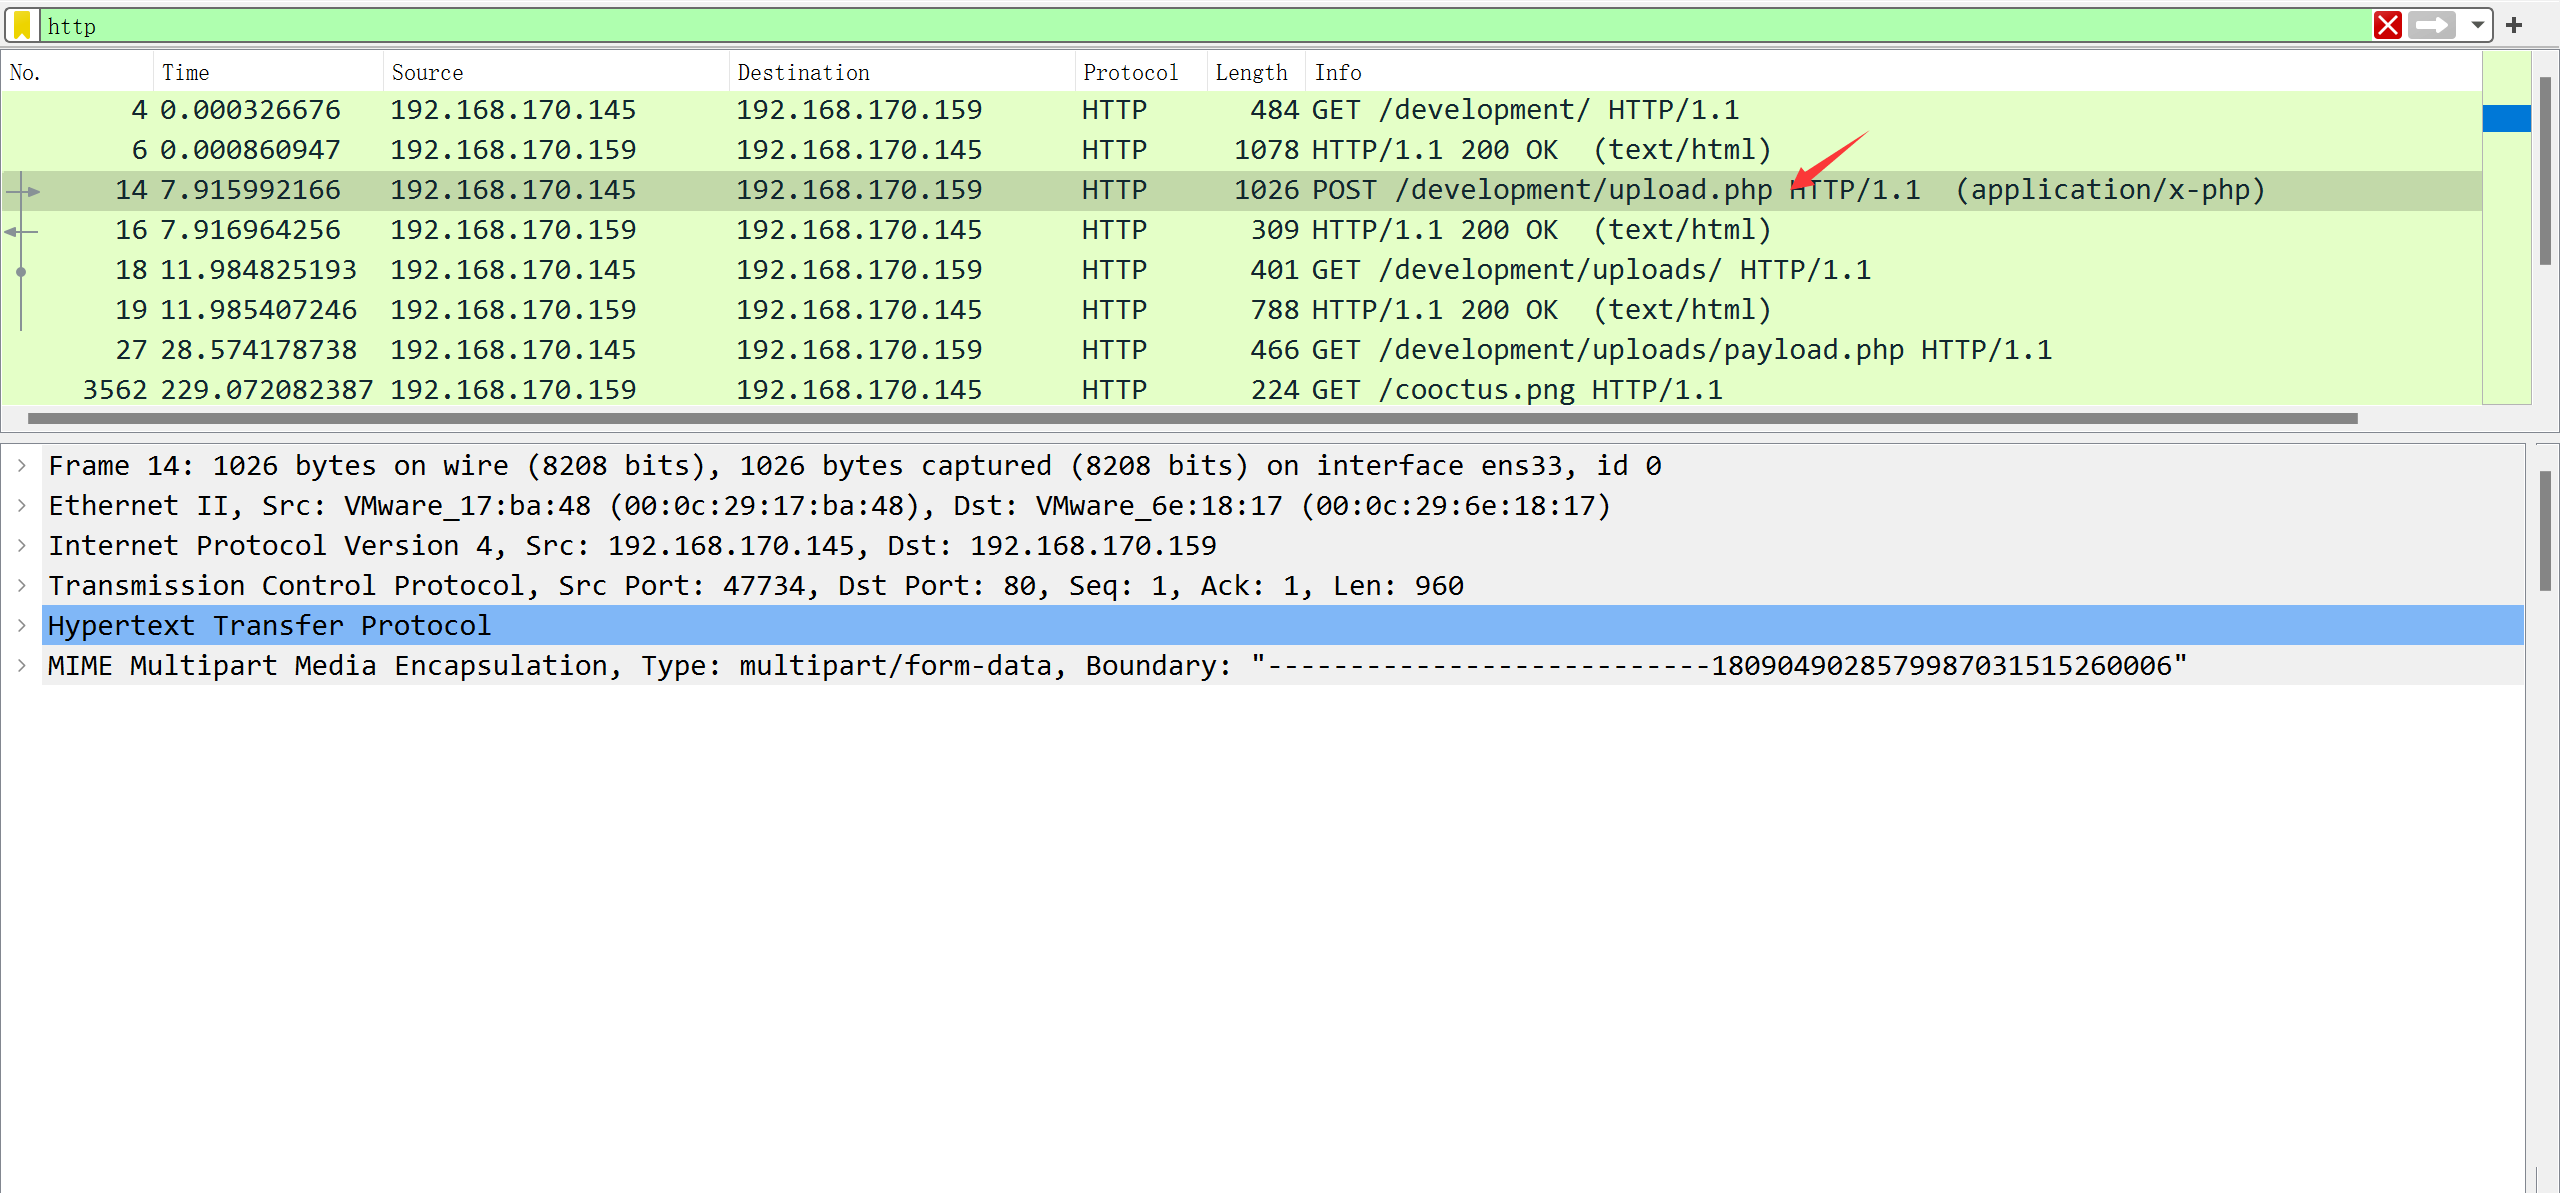 http
No. Time Source Destination Protocol Length Info
4 0.000326676 192.168.170.145 192.168.170.159 HTTP 484 GET /development/ HTTP/1.1
6 0.000860947 192.168.170.159 192.168.170.145 HTTP 1078 HTTP/1.1 200 OK (text/html)
14 7.915992166 192.168.170.145 192.168.170.159 HTTP 1026 POST /development/upload.php HTTP/1.1 (application/x-php)
16 7.916964256 192.168.170.159 192.168.170.145 HTTP 309 HTTP/1.1 200 OK (text/html)
18 11.984825193 192.168.170.145 192.168.170.159 HTTP 401 GET /development/uploads/ HTTP/1.1
19 11.985407246 192.168.170.159 192.168.170.145 HTTP 788 HTTP/1.1 200 OK (text/html)
27 28.574178738 192.168.170.145 192.168.170.159 HTTP 466 GET /development/uploads/payload.php HTTP/1.1
3562 229.072082387 192.168.170.159 192.168.170.145 HTTP 224 GET /cooctus.png HTTP/1.1
Frame 14: 1026 bytes on wire (8208 bits), 1026 bytes captured (8208 bits) on interface ens33, id 0
Ethernet II, Src: VMware_17:ba:48 (00:0c:29:17:ba:48), Dst: VMware_6e:18:17 (00:0c:29:6e:18:17)
Internet Protocol Version 4, Src: 192.168.170.145, Dst: 192.168.170.159
Transmission Control Protocol, Src Port: 47734, Dst Port: 80, Seq: 1, Ack: 1, Len: 960
Hypertext Transfer Protocol
MIME Multipart Media Encapsulation, Type: multipart/form-data, Boundary: "---------------------------1809049028579987031515260006"